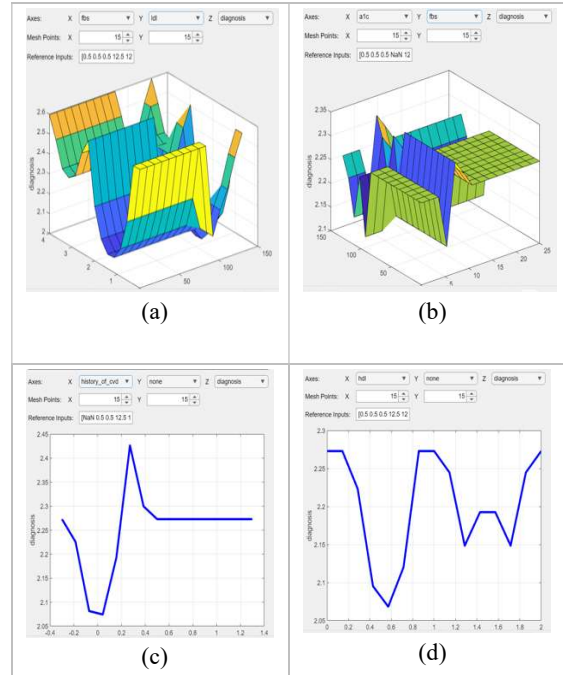 Axes: X fbs Y ldl Z diagnosis
Mesh Points: X 15 Y 15
Reference Inputs: [0.5 0.5 0.5 12.5 12
2.6
2.5
2.4
2.3
2.2
2.1
2
diagnosis
4
3
2
1
50
100
150
(a)
Axes: X a1c Y fbs Z diagnosis
Mesh Points: X 15 Y 15
Reference Inputs: [0.5 0.5 0.5 NaN 12
2.35
2.3
2.25
2.2
2.15
2.1
diagnosis
150
100
50
5
10
15
20
25
(b)
Axes: X history_of_cvd Y none Z diagnosis
Mesh Points: X 15 Y 15
Reference Inputs: [NaN 0.5 0.5 12.5 1
2.45
2.4
2.35
2.3
2.25
2.2
2.15
2.1
2.05
diagnosis
-0.4 -0.2 0 0.2 0.4 0.6 0.8 1 1.2 1.4
(c)
Axes: X hdl Y none Z diagnosis
Mesh Points: X 15 Y 15
Reference Inputs: [0.5 0.5 0.5 12.5 12
2.3
2.25
2.2
2.15
2.1
2.05
diagnosis
0 0.2 0.4 0.6 0.8 1 1.2 1.4 1.6 1.8 2
(d)